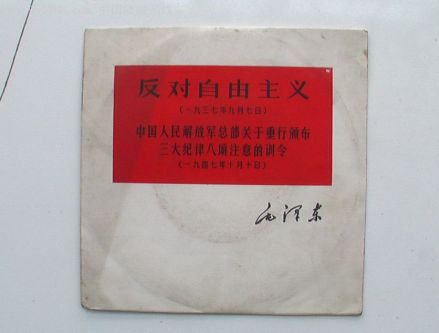 反对自由主义
(一九三七年九月七日)
中国人民解放军总部关于重行颁布
三大纪律八项注意的训令
(一九四七年十月十日)
毛泽东